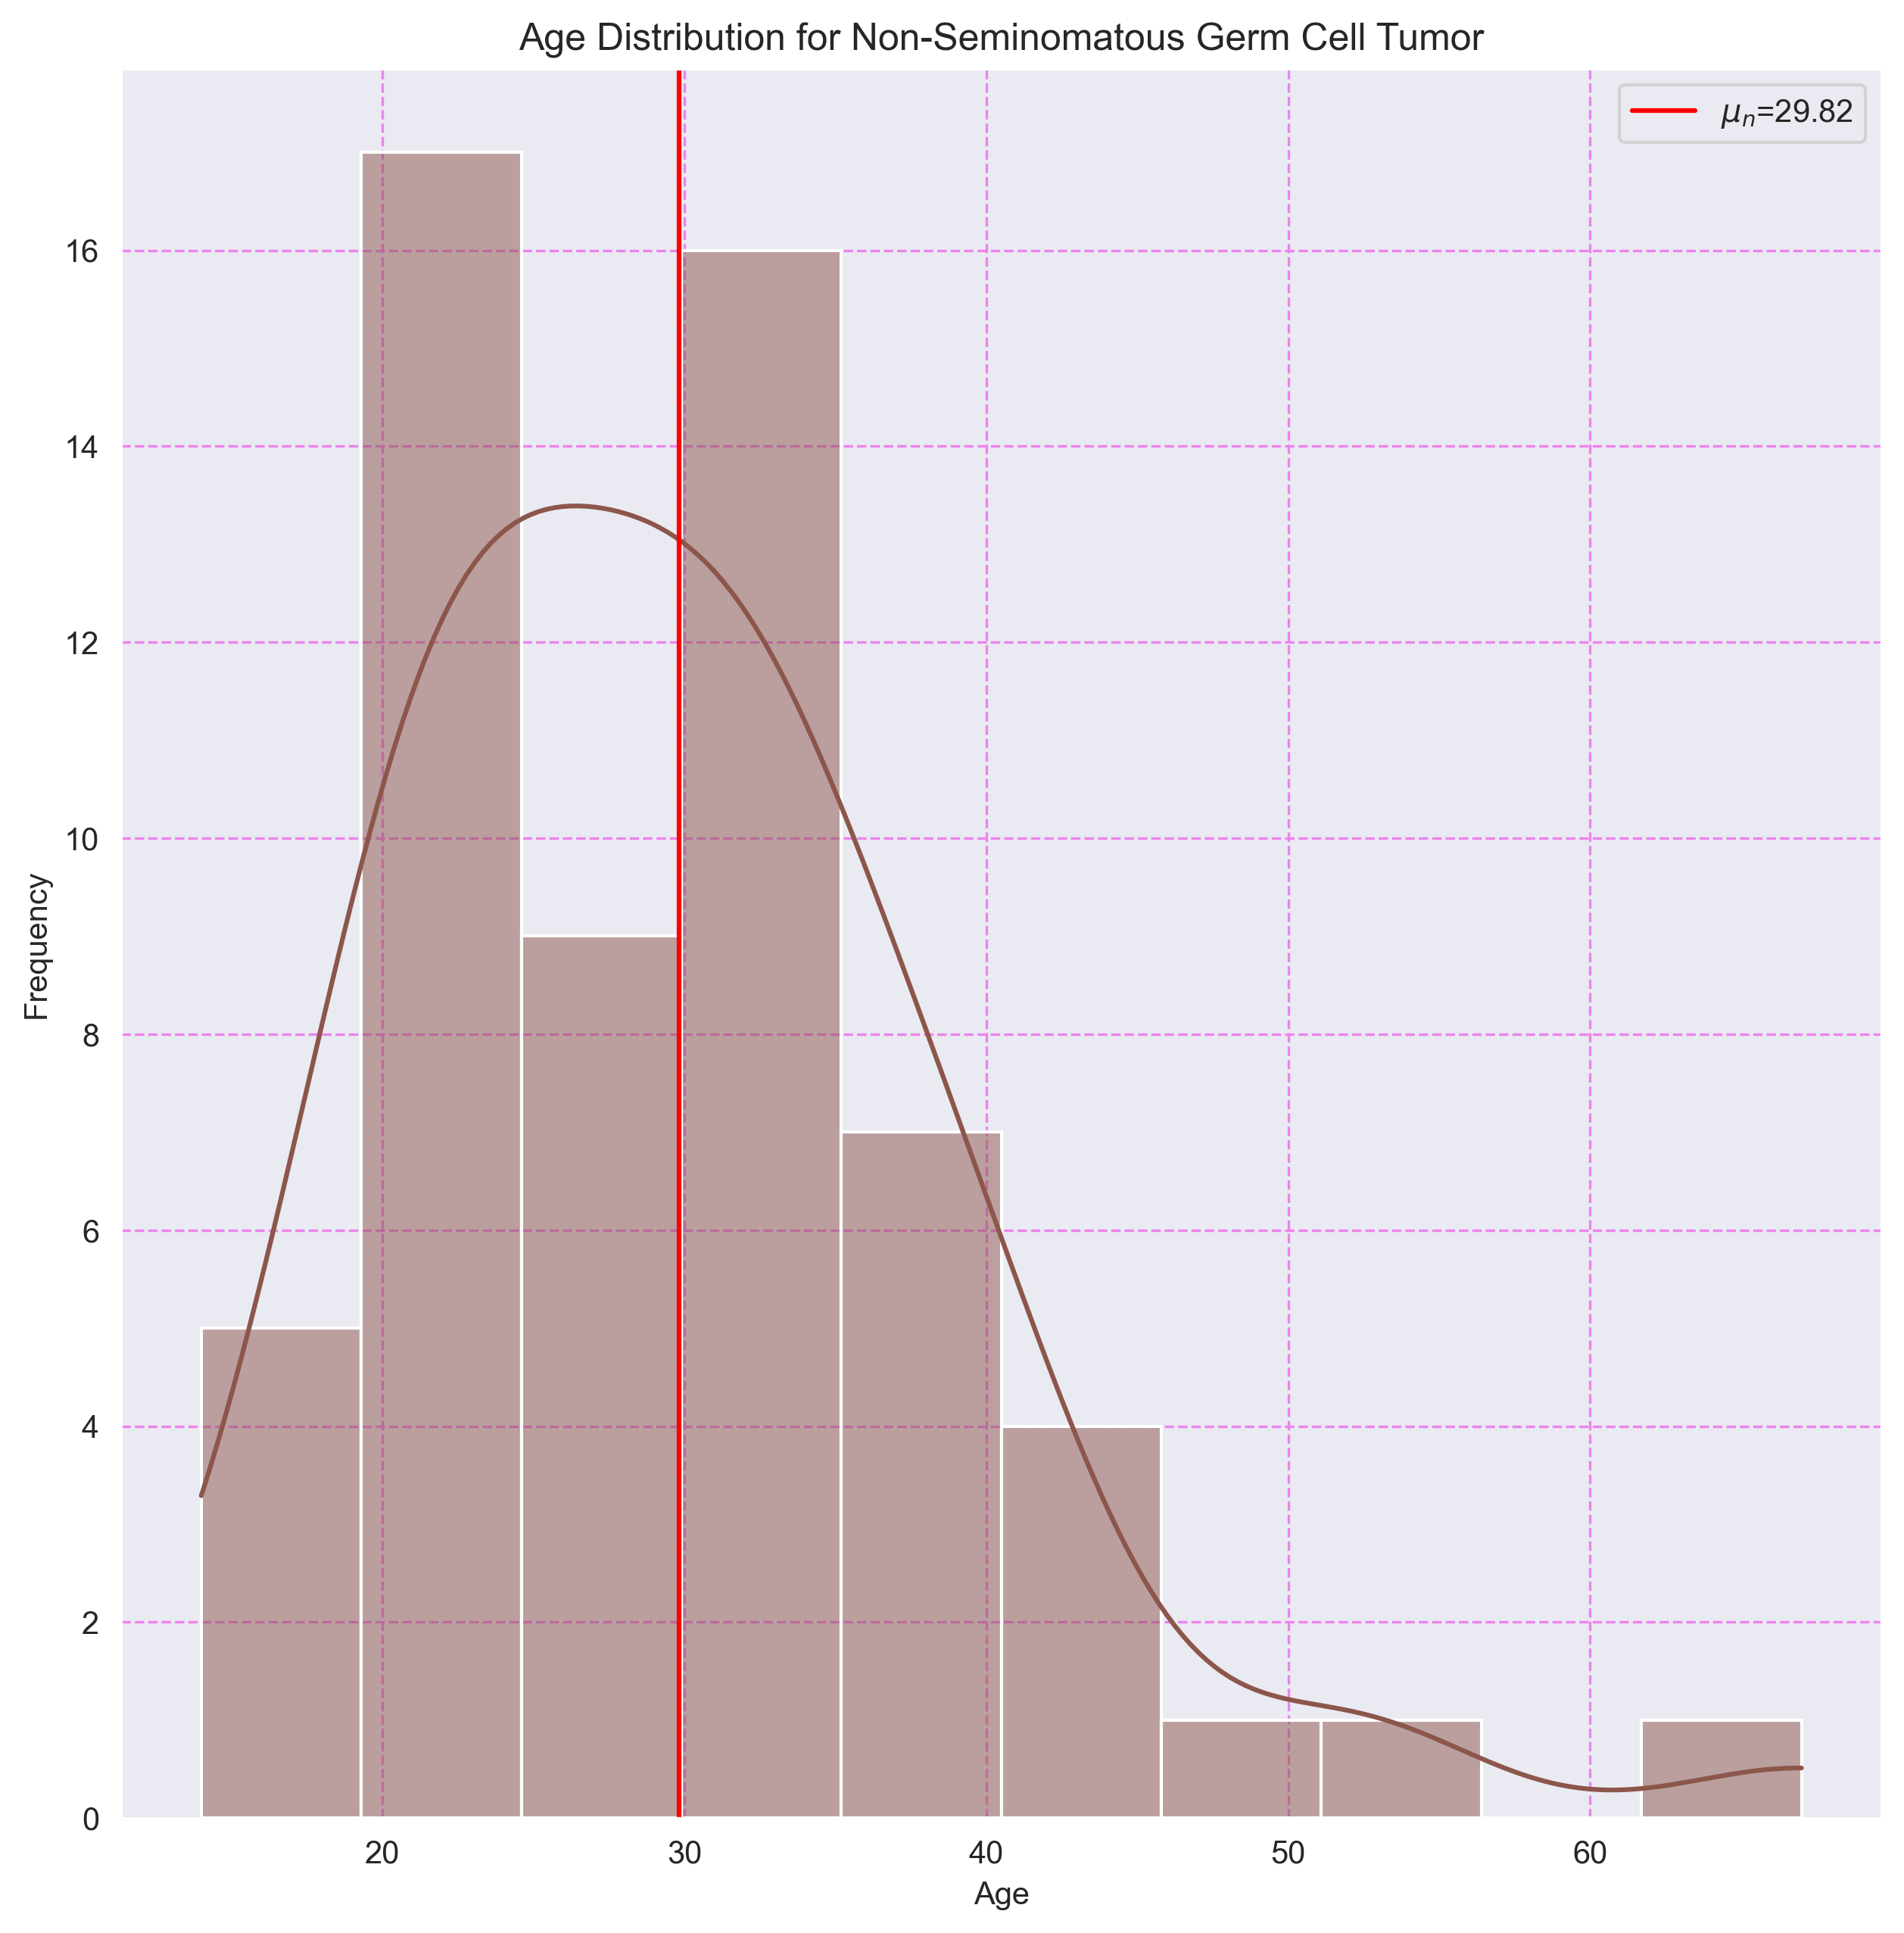 Age Distribution for Non-Seminomatous Germ Cell Tumor
μn=29.82
16
14
12
10
8
6
4
2
0
Frequency
20 30 40 50 60
Age